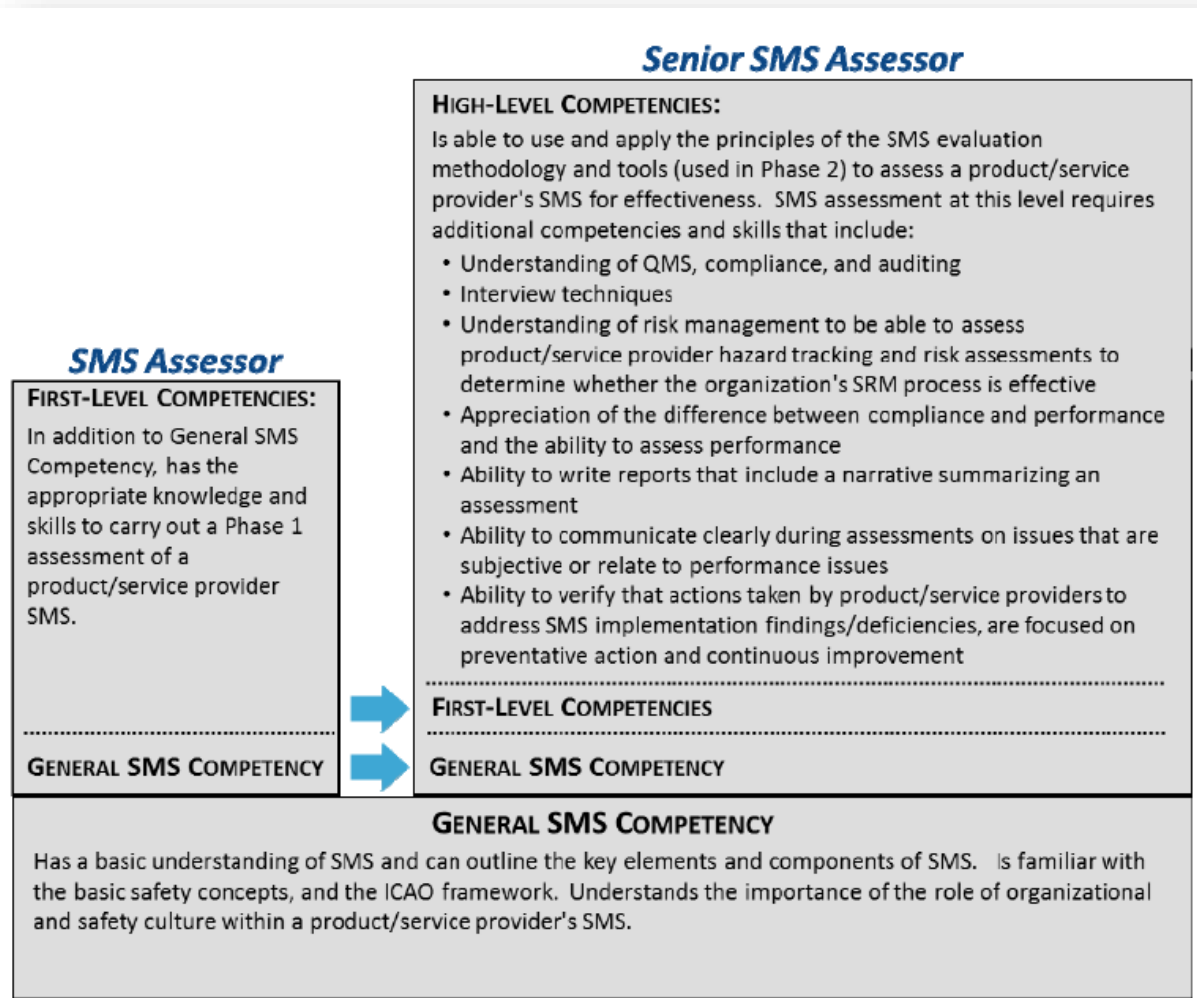 Senior SMS Assessor
HIGH-LEVEL COMPETENCIES:
Is able to use and apply the principles of the SMS evaluation
methodology and tools (used in Phase 2) to assess a product/service
provider's SMS for effectiveness.  SMS assessment at this level requires
additional competencies and skills that include:
• Understanding of QMS, compliance, and auditing
• Interview techniques
• Understanding of risk management to be able to assess
product/service provider hazard tracking and risk assessments to
determine whether the organization's SRM process is effective
• Appreciation of the difference between compliance and performance
and the ability to assess performance
• Ability to write reports that include a narrative summarizing an
assessment
• Ability to communicate clearly during assessments on issues that are
subjective or relate to performance issues
• Ability to verify that actions taken by product/service providers to
address SMS implementation findings/deficiencies, are focused on
preventative action and continuous improvement
FIRST-LEVEL COMPETENCIES
GENERAL SMS COMPETENCY
SMS Assessor
FIRST-LEVEL COMPETENCIES:
In addition to General SMS
Competency, has the
appropriate knowledge and
skills to carry out a Phase 1
assessment of a
product/service provider
SMS.
GENERAL SMS COMPETENCY
GENERAL SMS COMPETENCY
Has a basic understanding of SMS and can outline the key elements and components of SMS.   Is familiar with
the basic safety concepts, and the ICAO framework.  Understands the importance of the role of organizational
and safety culture within a product/service provider's SMS.